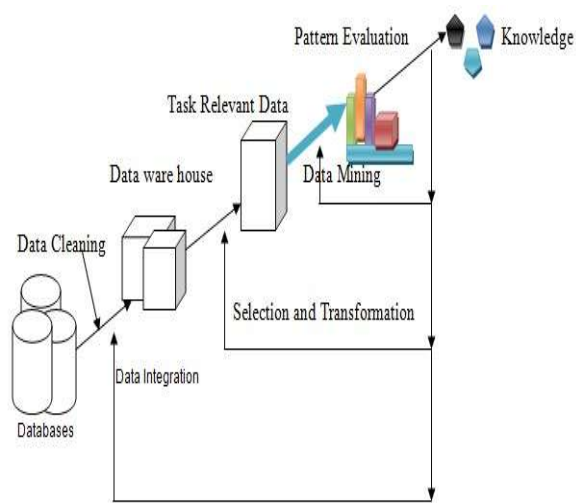 Pattern Evaluation
Knowledge
Task Relevant Data
Data ware house
Data Mining
Data Cleaning
Selection and Transformation
Data Integration
Databases